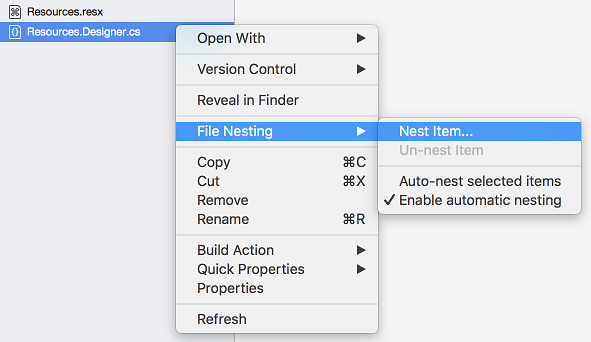 Resources.resx
Resources.Designer.cs
Open With
Version Control
Reveal in Finder
File Nesting
Copy ⌘C
Cut ⌘X
Remove
Rename ⌘R
Build Action
Quick Properties
Properties
Refresh
Nest Item...
Un-nest Item
Auto-nest selected items
✓ Enable automatic nesting